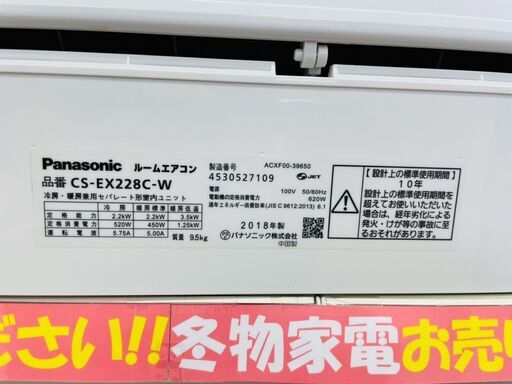 Panasonic ルームエアコン
品番 CS-EX228C-W
冷房・暖房兼用セパレート形室内ユニット
冷房 暖房標準 暖房低温
定格能力 2.2kW 2.2kW 3.5kW
定格消費電力 520W 450W 1.25kW
運転電流 5.75A 5.00A
質量 9.5kg
ACXF00-39650
製造番号
4530527109
JET
電源 100V 50/60Hz
電動機の定格消費電力 620W
通年エネルギー消費効率(JIS C 9612:2013) 6.1
2018年製
パナソニック株式会社
中国製
【設計上の標準使用期間】
10年
設計上の標準使用期間
を超えてお使いいただいた
場合は、経年劣化による
発火・けが等の事故に
至るおそれがあります。
ださい!!冬物家電お売り